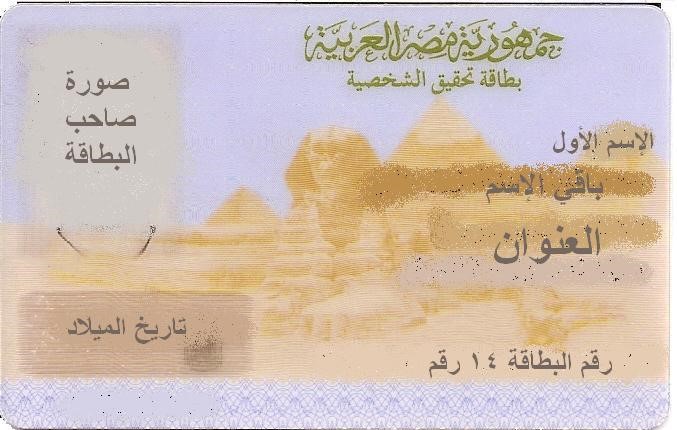 جمهورية مصر العربية
بطاقة تحقيق الشخصية
صورة
صاحب
البطاقة
الإسم الأول
باقي الإسم
العنوان
تاريخ الميلاد
رقم البطاقة ١٤ رقم